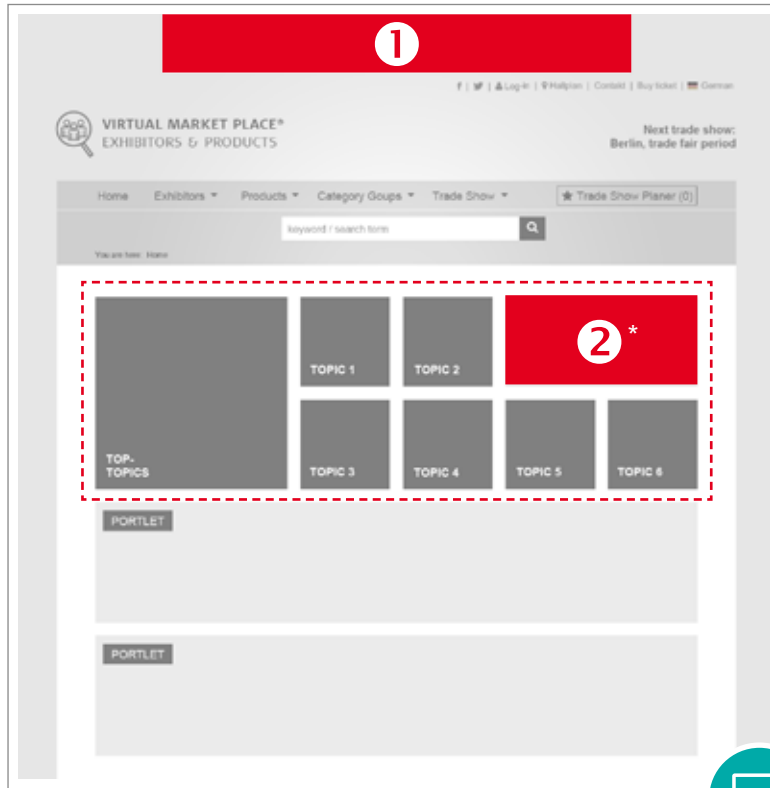 1
f | | Log-in | Hallplan | Contakt | Buy ticket | German
VIRTUAL MARKET PLACE®
EXHIBITORS & PRODUCTS
Next trade show:
Berlin, trade fair period
Home Exhibitors Products Category Goups Trade Show ★ Trade Show Planer (0)
keyword / search term
You are here: Home
2*
TOPIC 1 TOPIC 2
TOP-
TOPICS
TOPIC 3 TOPIC 4 TOPIC 5 TOPIC 6
PORTLET
PORTLET